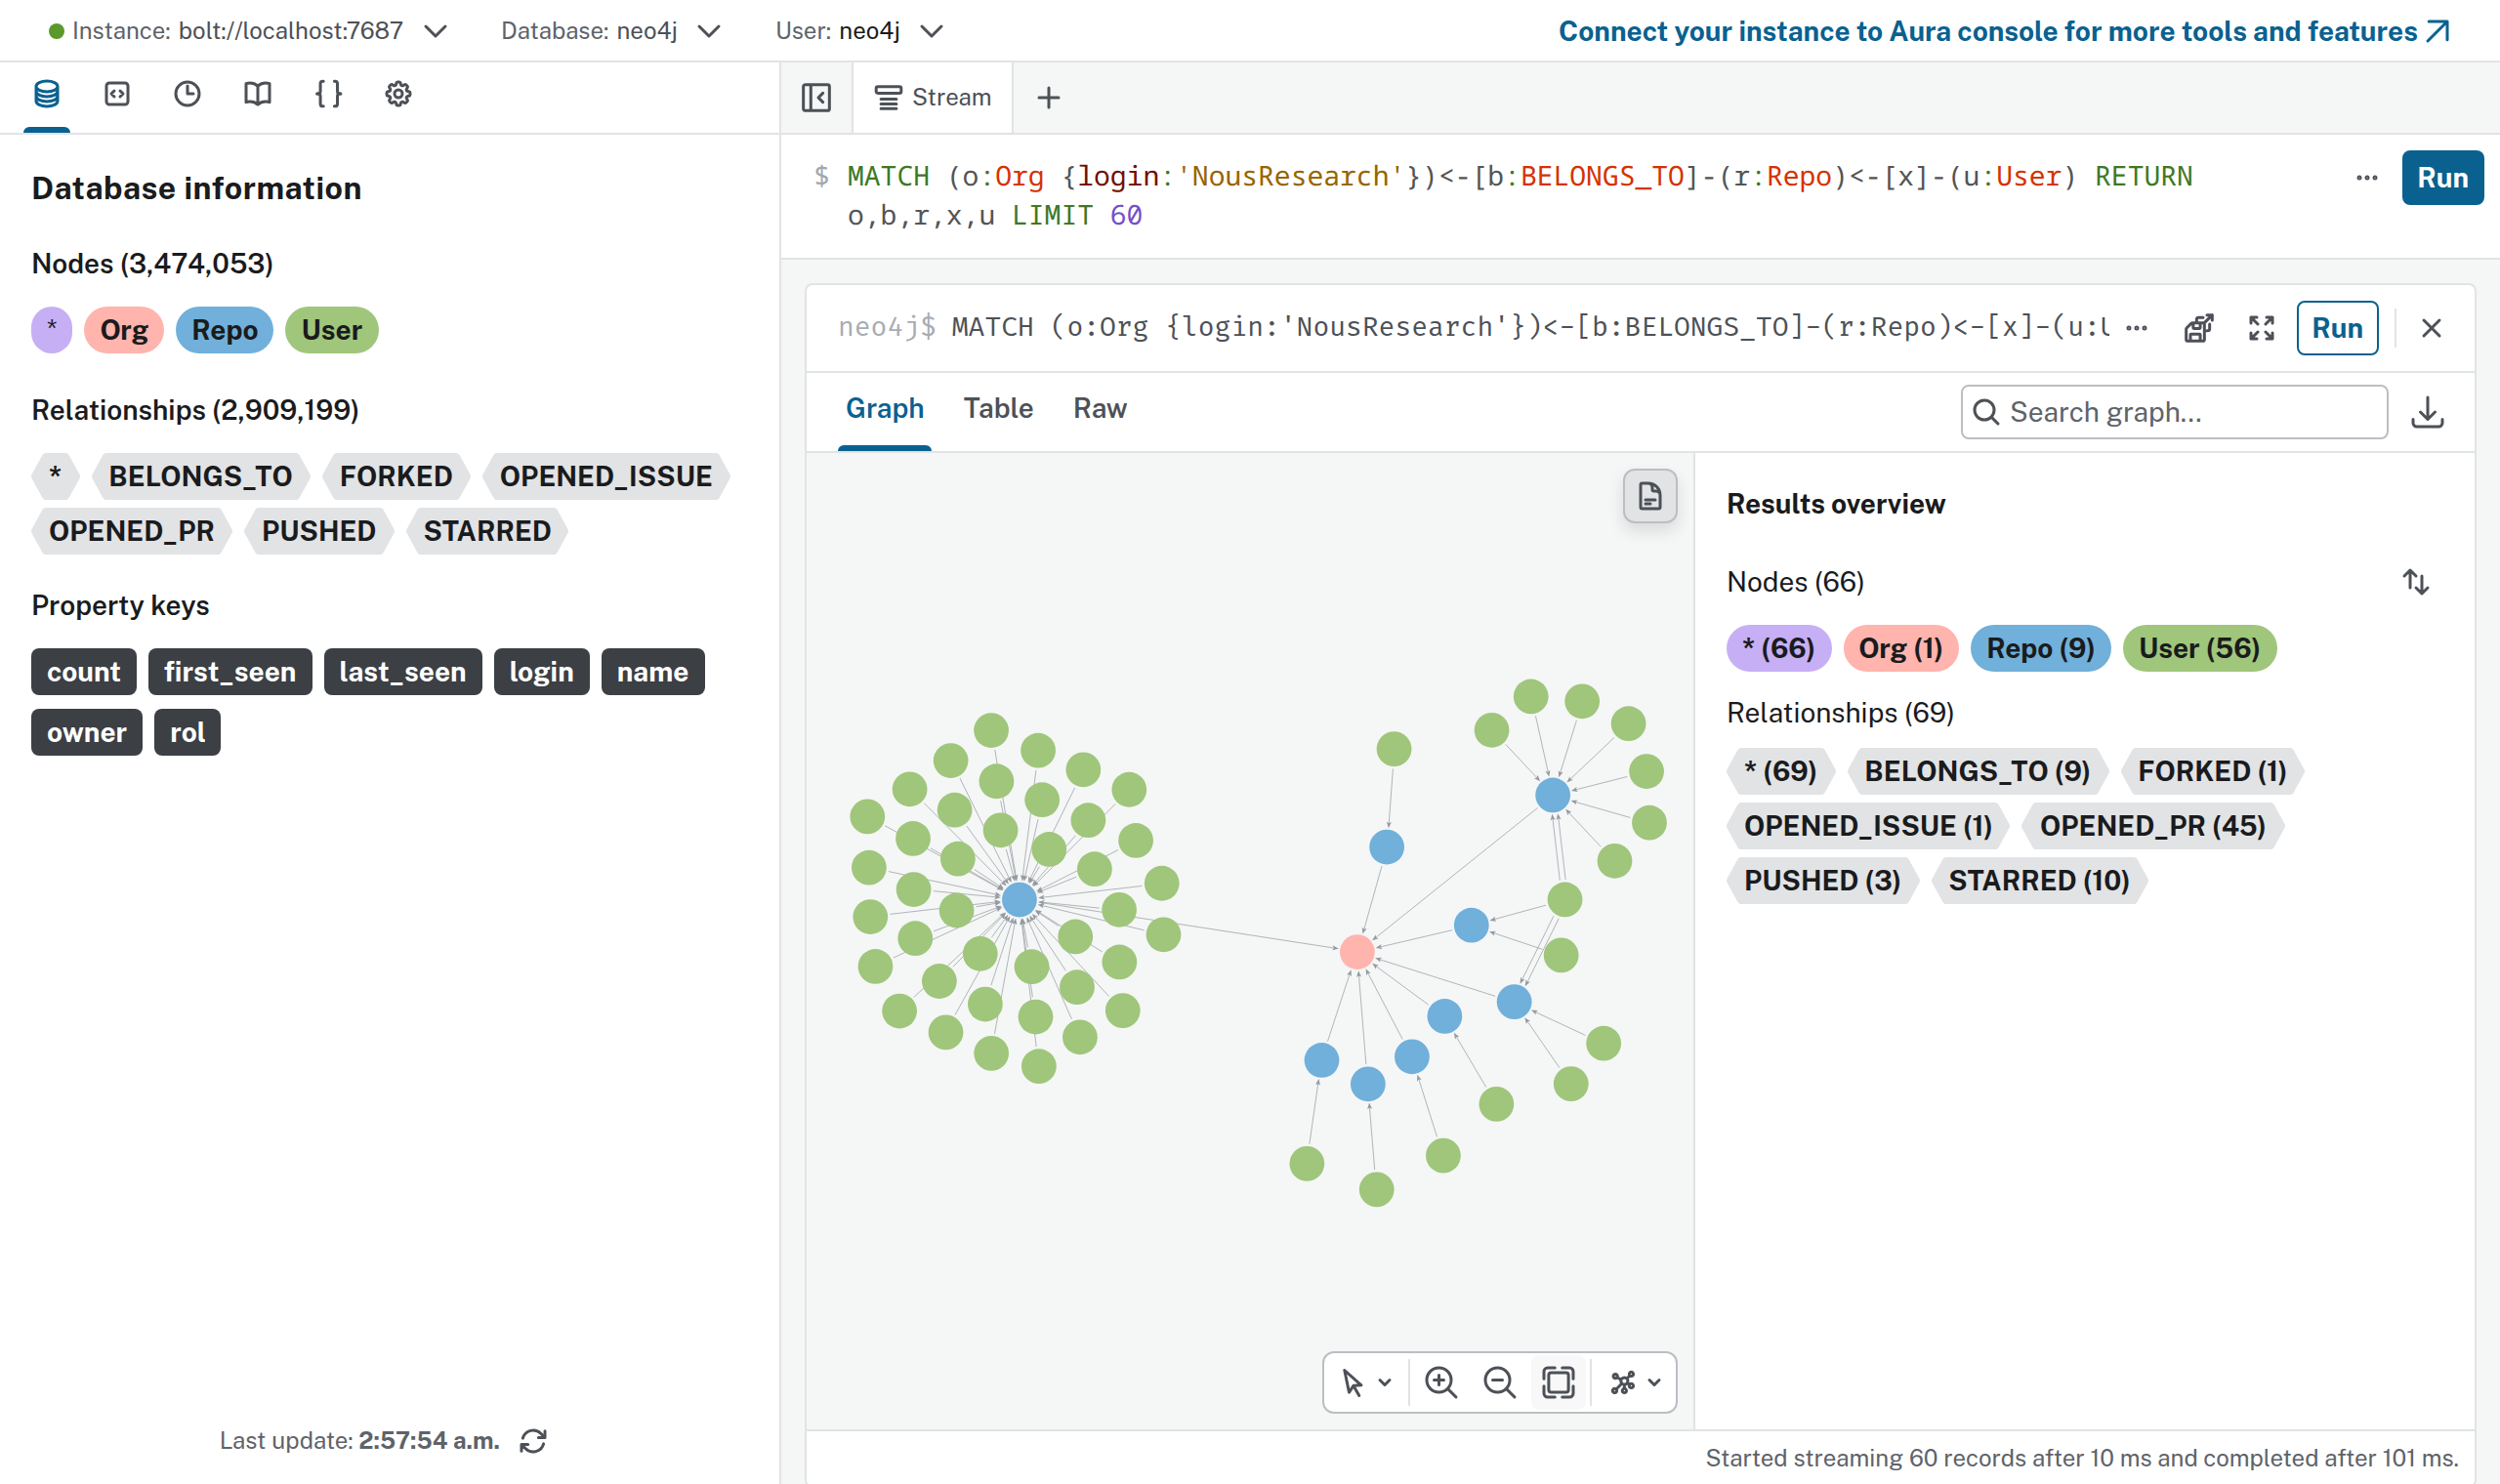 Instance: bolt://localhost:7687 Database: neo4j User: neo4j Connect your instance to Aura console for more tools and features
Stream
Database information
Nodes (3,474,053)
* Org Repo User
Relationships (2,909,199)
* BELONGS_TO FORKED OPENED_ISSUE
OPENED_PR PUSHED STARRED
Property keys
count first_seen last_seen login name
owner rol
Last update: 2:57:54 a.m.
$ MATCH (o:Org {login:'NousResearch'})<-[b:BELONGS_TO]-(r:Repo)<-[x]-(u:User) RETURN
o,b,r,x,u LIMIT 60
Run
neo4j$ MATCH (o:Org {login:'NousResearch'})<-[b:BELONGS_TO]-(r:Repo)<-[x]-(u: Run
Graph Table Raw Search graph...
Results overview
Nodes (66)
* (66) Org (1) Repo (9) User (56)
Relationships (69)
* (69) BELONGS_TO (9) FORKED (1)
OPENED_ISSUE (1) OPENED_PR (45)
PUSHED (3) STARRED (10)
Started streaming 60 records after 10 ms and completed after 101 ms.